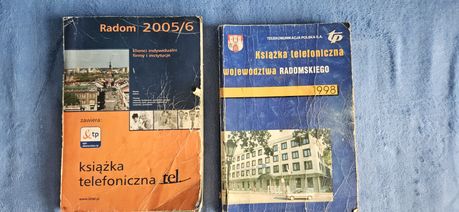 Radom 2005/6
klienci indywidualni
firmy i instytucje
zawiera:
tp
książka
telefoniczna
tel
TELEKOMUNIKACJA POLSKA S.A.
tp
Książka telefoniczna
województwa RADOMSKIEGO
1998